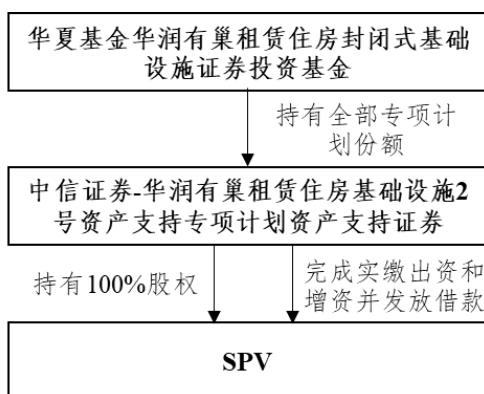 华夏基金华润有巢租赁住房封闭式基础
设施证券投资基金
持有全部专项计
划份额
中信证券-华润有巢租赁住房基础设施2
号资产支持专项计划资产支持证券
持有100%股权
完成实缴出资和
增资并发放借款
SPV